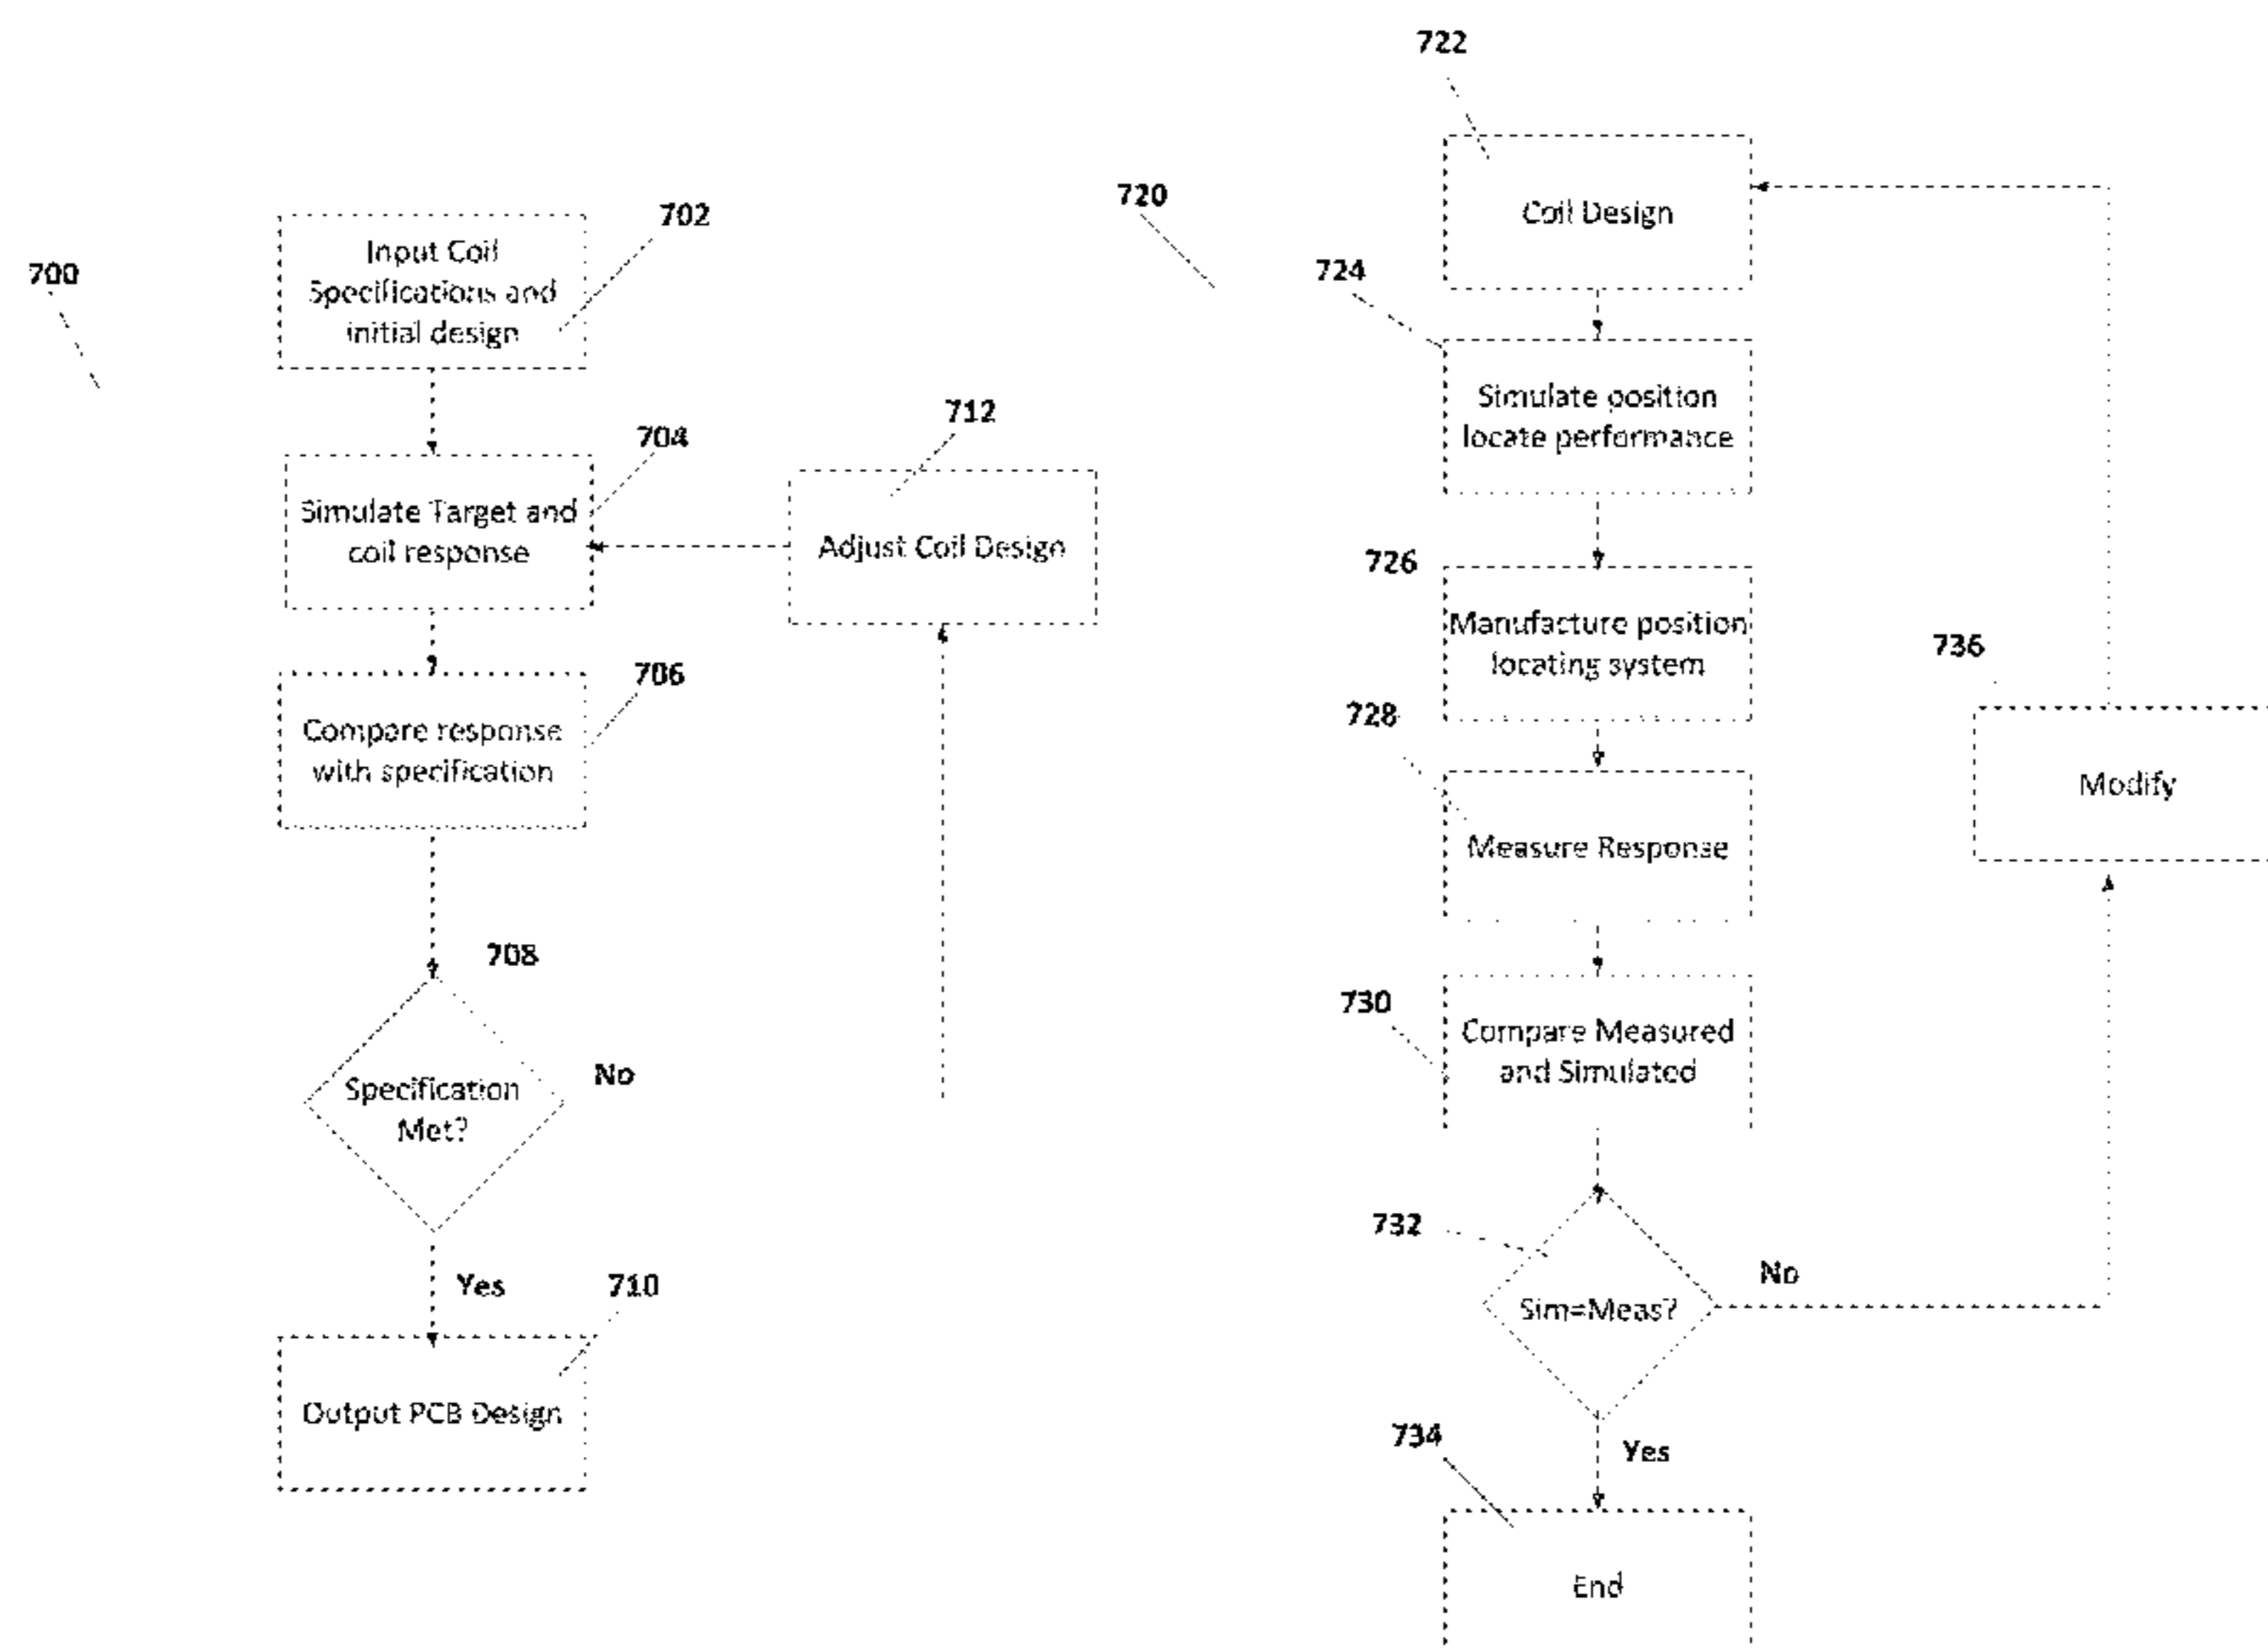 700
702
Input Coil
Specifications and
initial design
704
Simulate Target and
coil response
712
Adjust Coil Design
706
Compare response
with specification
708
Specification
Met?
No
Yes
710
Output PCB Design
720
722
Coil Design
724
Simulate position
locate performance
726
Manufacture position
locating system
728
Measure Response
730
Compare Measured
and Simulated
732
Sim=Meas?
No
736
Modify
Yes
734
End